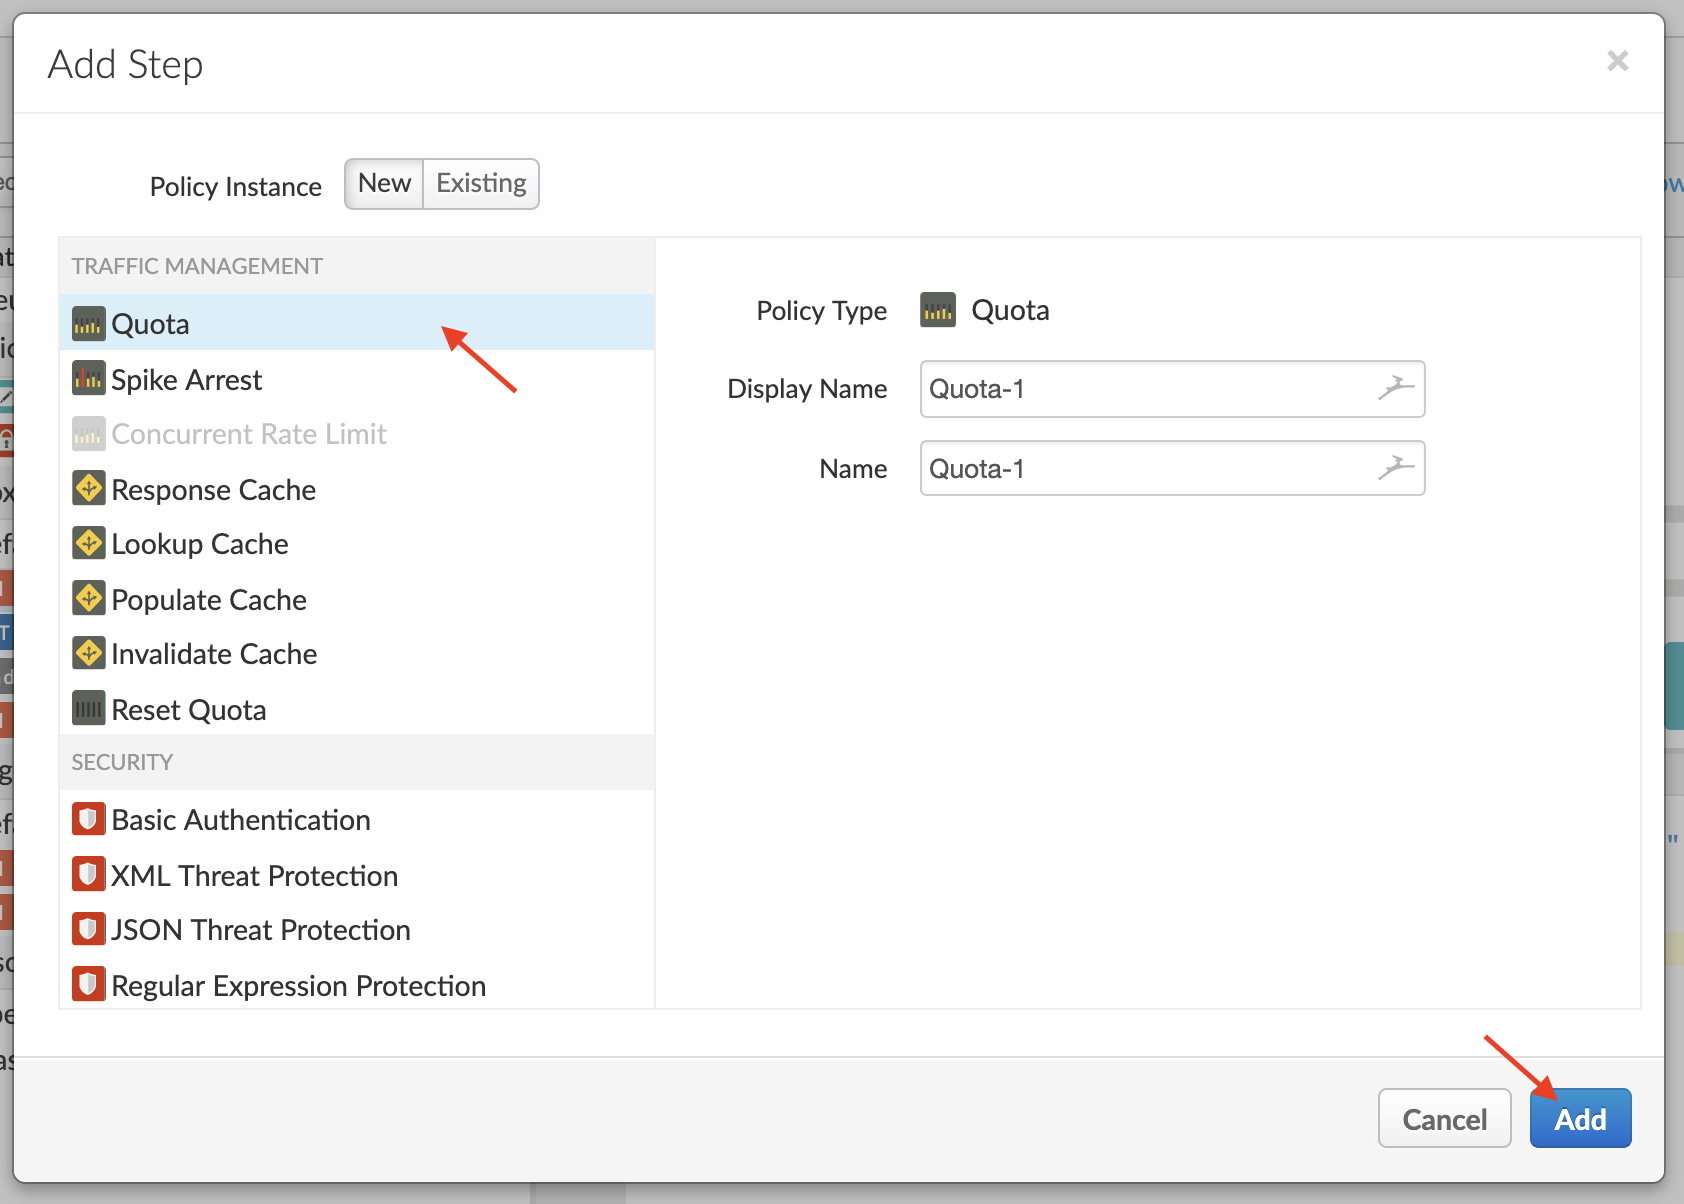 Add Step
×
Policy Instance New Existing
TRAFFIC MANAGEMENT
Quota
Spike Arrest
Concurrent Rate Limit
Response Cache
Lookup Cache
Populate Cache
Invalidate Cache
Reset Quota
SECURITY
Basic Authentication
XML Threat Protection
JSON Threat Protection
Regular Expression Protection
Policy Type Quota
Display Name Quota-1
Name Quota-1
Cancel Add